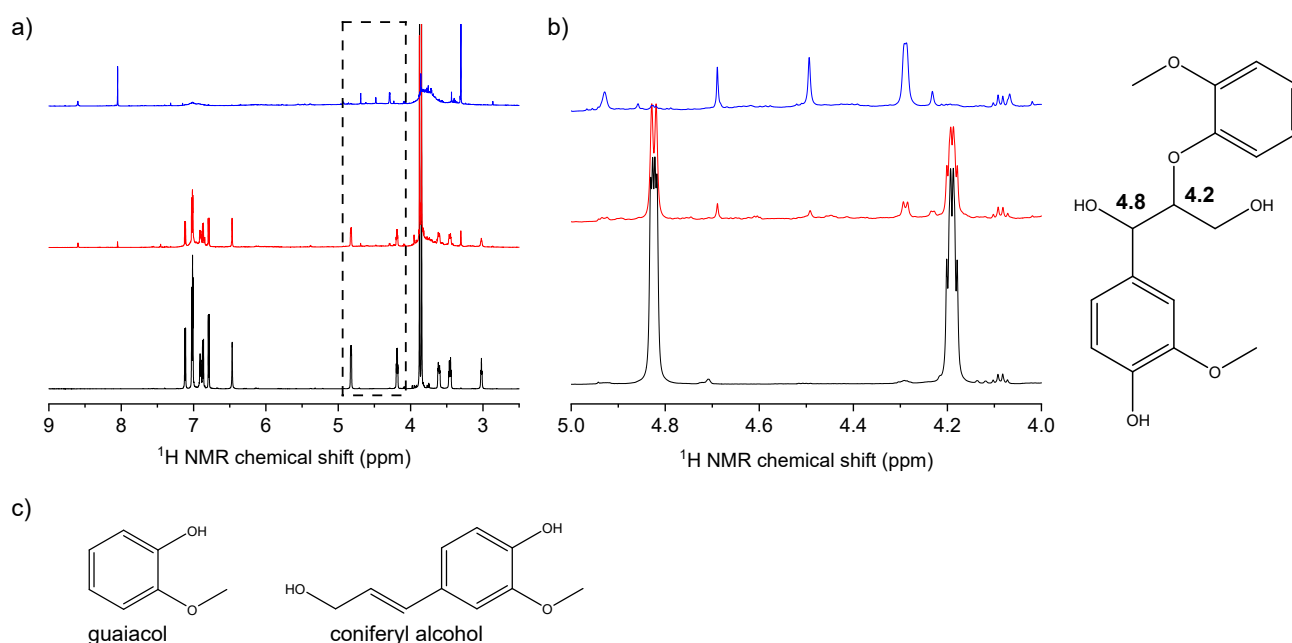 a)
b)
9 8 7 6 5 4 3
¹H NMR chemical shift (ppm)
5.0 4.8 4.6 4.4 4.2 4.0
¹H NMR chemical shift (ppm)
O
O
4.8 4.2
HO OH
O
OH
c)
OH
O
guaiacol
HO
OH
O
coniferyl alcohol